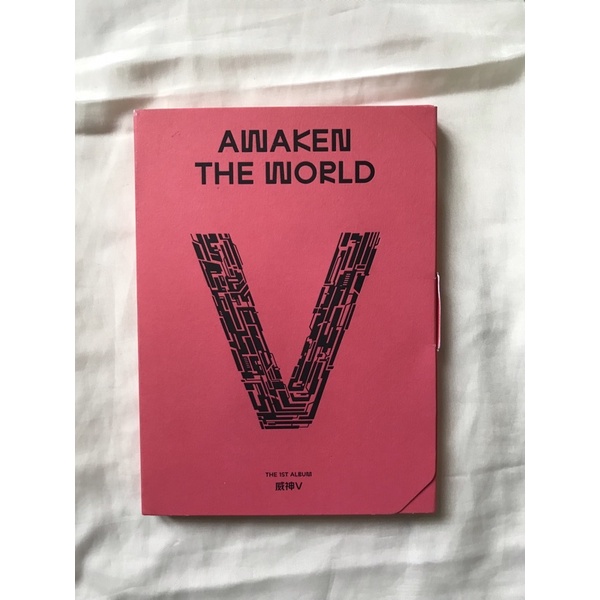 AWAKEN
THE WORLD
V
THE 1ST ALBUM
威神V